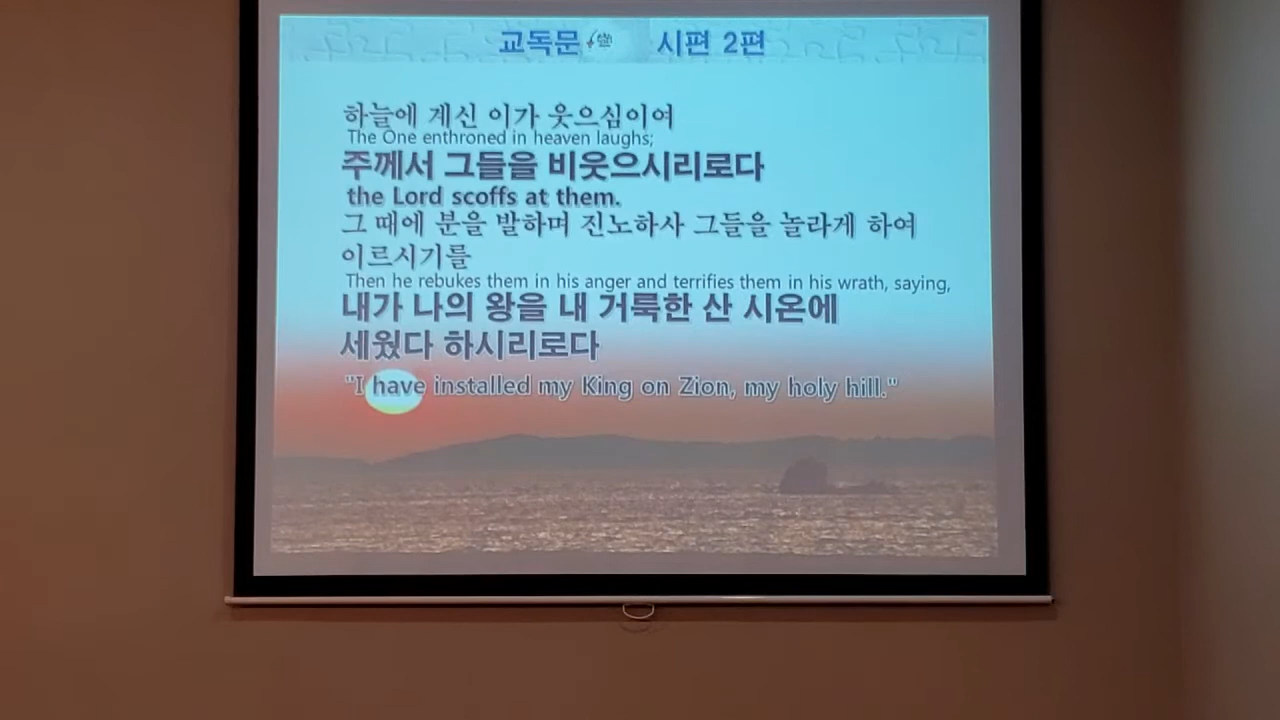 교독문 시편 2편
하늘에 계신 이가 웃으심이여
The One enthroned in heaven laughs;
주께서 그들을 비웃으시리로다
the Lord scoffs at them.
그 때에 분을 발하며 진노하사 그들을 놀라게 하여
이르시기를
Then he rebukes them in his anger and terrifies them in his wrath, saying,
내가 나의 왕을 내 거룩한 산 시온에
세웠다 하시리로다
"I have installed my King on Zion, my holy hill."